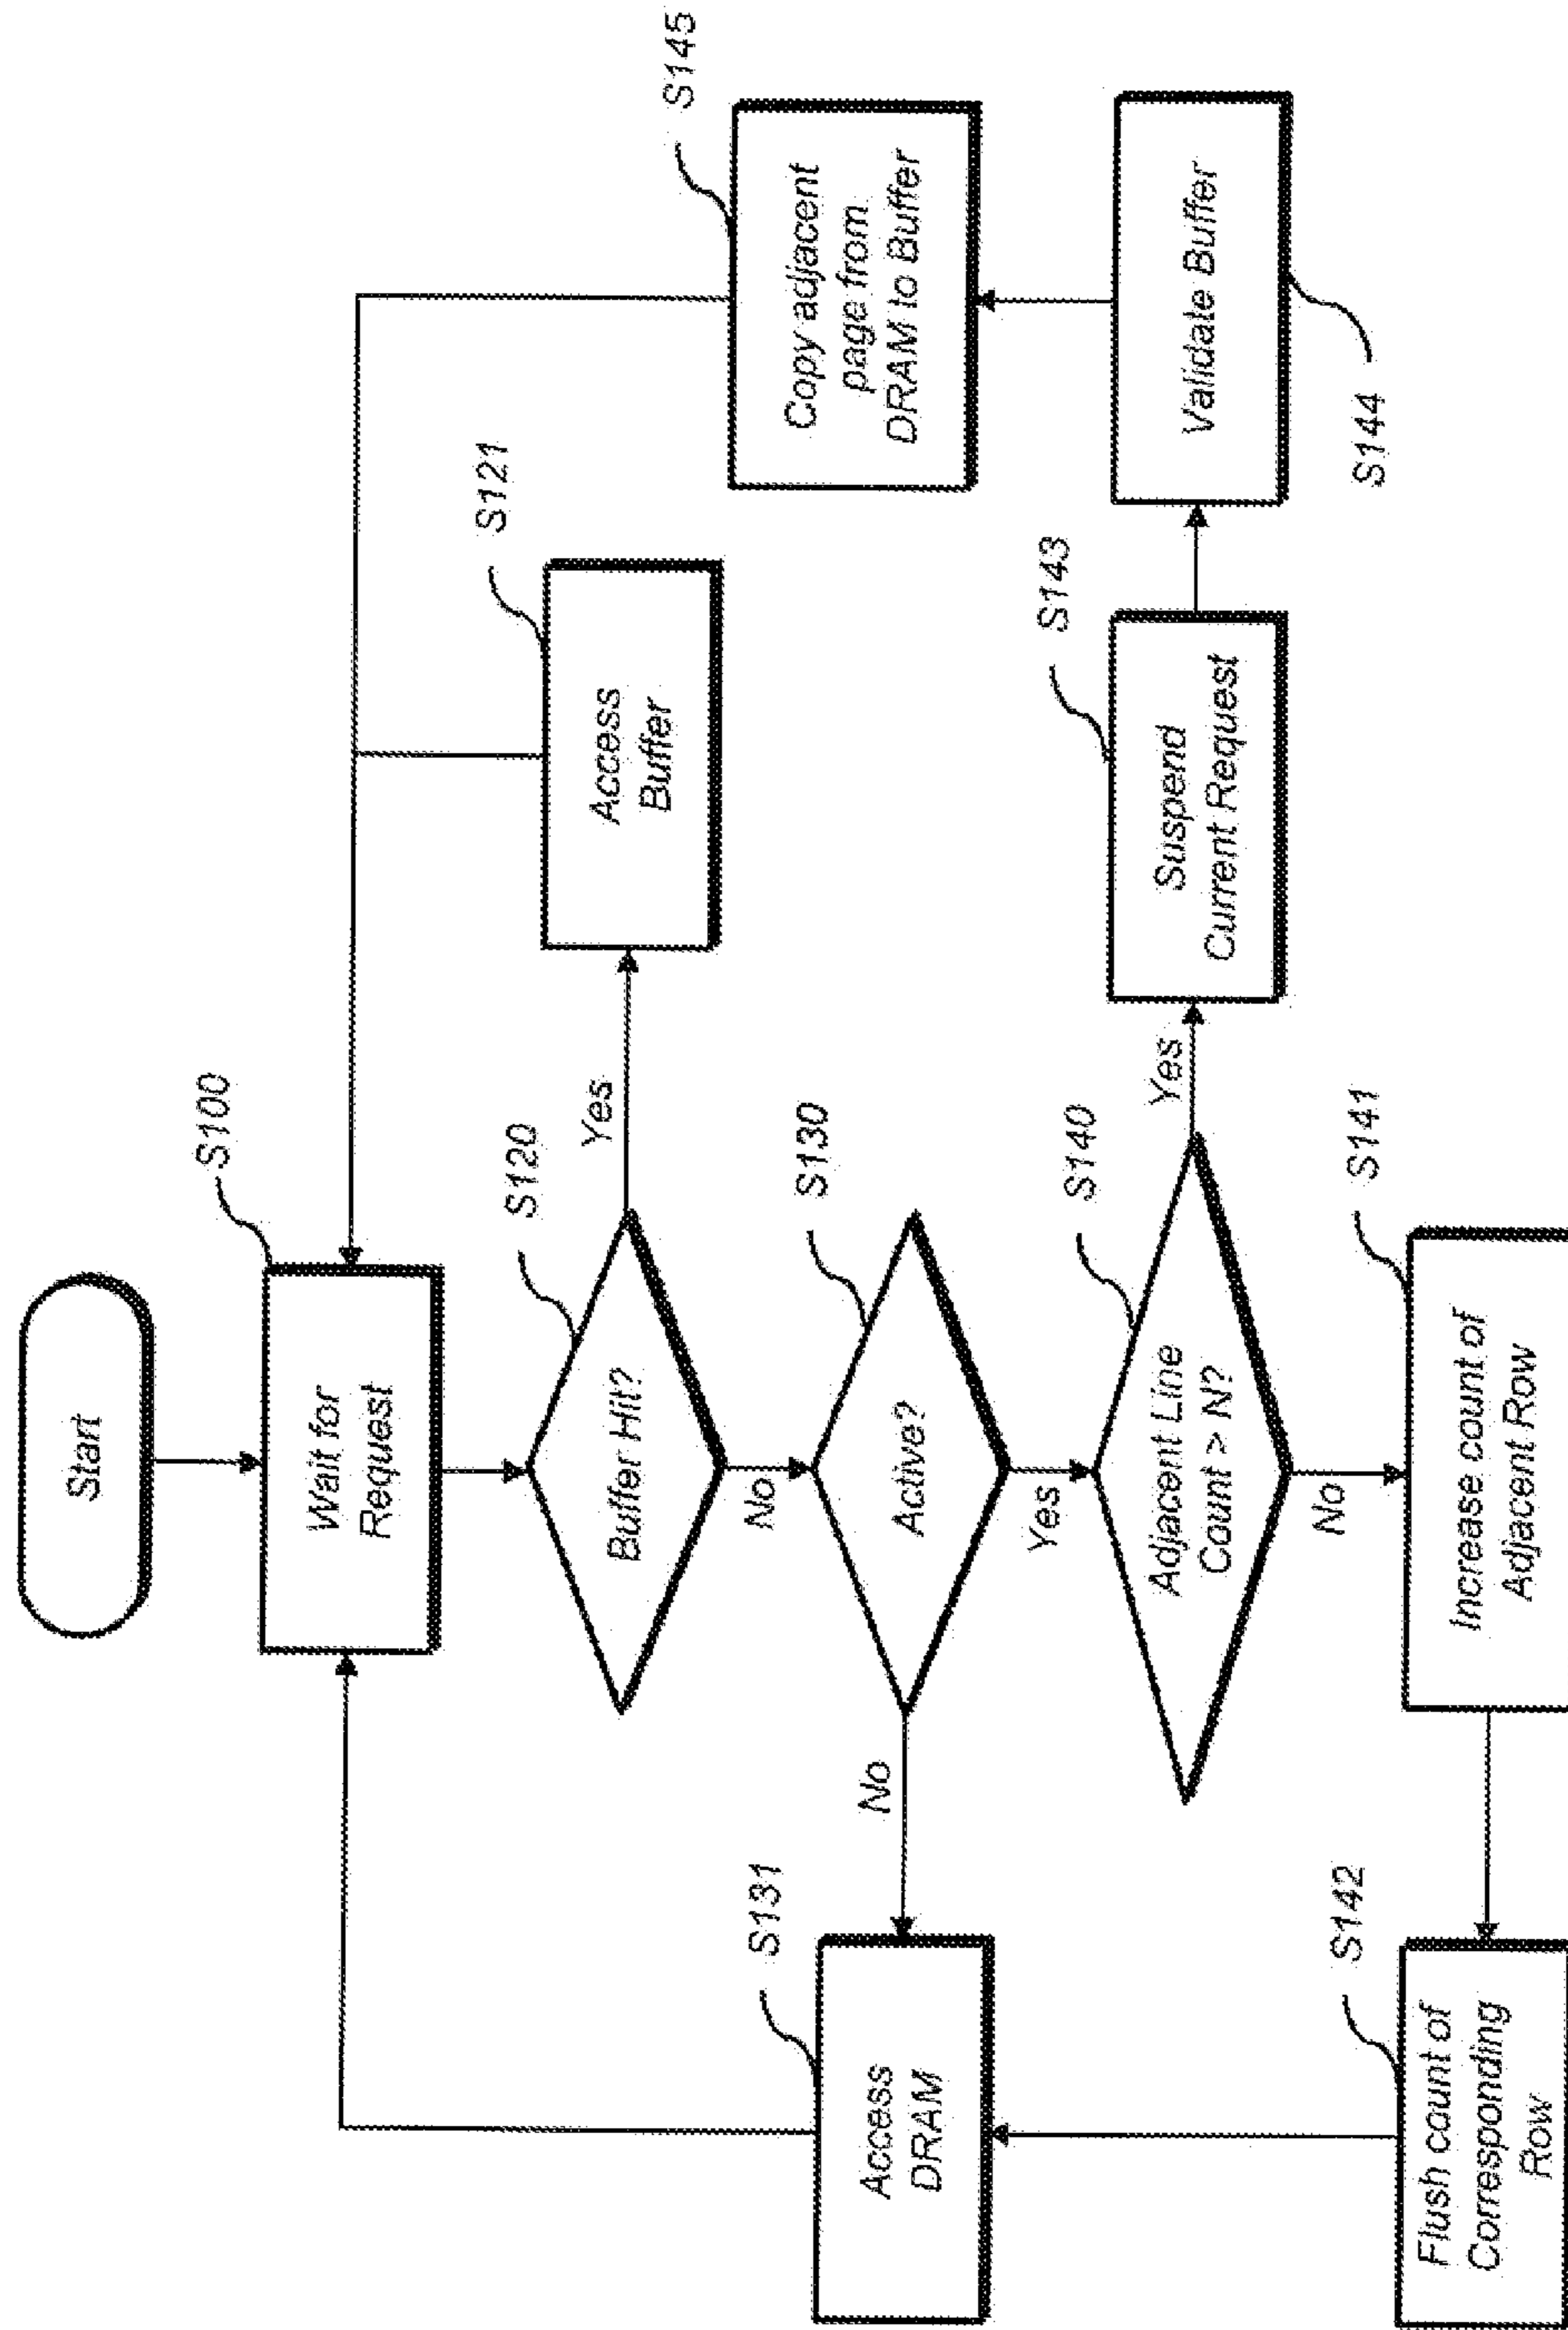 Start
S100
Wait for
Request
S120
Buffer Hit?
Yes
S121
Access
Buffer
No
S130
Active?
No
S131
Access
DRAM
Yes
S140
Adjacent Line
Count > N?
Yes
S143
Suspend
Current Request
Validate Buffer
S144
S145
Copy adjacent
page from
DRAM to Buffer
No
S141
Increase count of
Adjacent Row
S142
Flush count of
Corresponding
Row